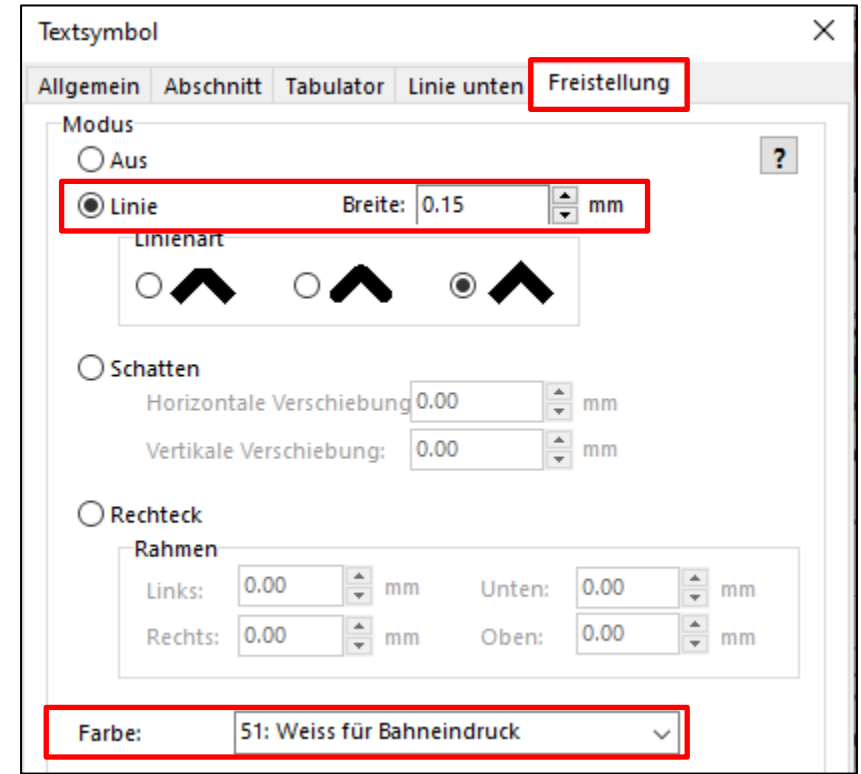 Textsymbol
Allgemein Abschnitt Tabulator Linie unten Freistellung
Modus
Aus
?
Linie Breite: 0.15 mm
Linienart
Schatten
Horizontale Verschiebung 0.00 mm
Vertikale Verschiebung: 0.00 mm
Rechteck
Rahmen
Links: 0.00 mm Unten: 0.00 mm
Rechts: 0.00 mm Oben: 0.00 mm
Farbe: 51: Weiss für Bahneindruck